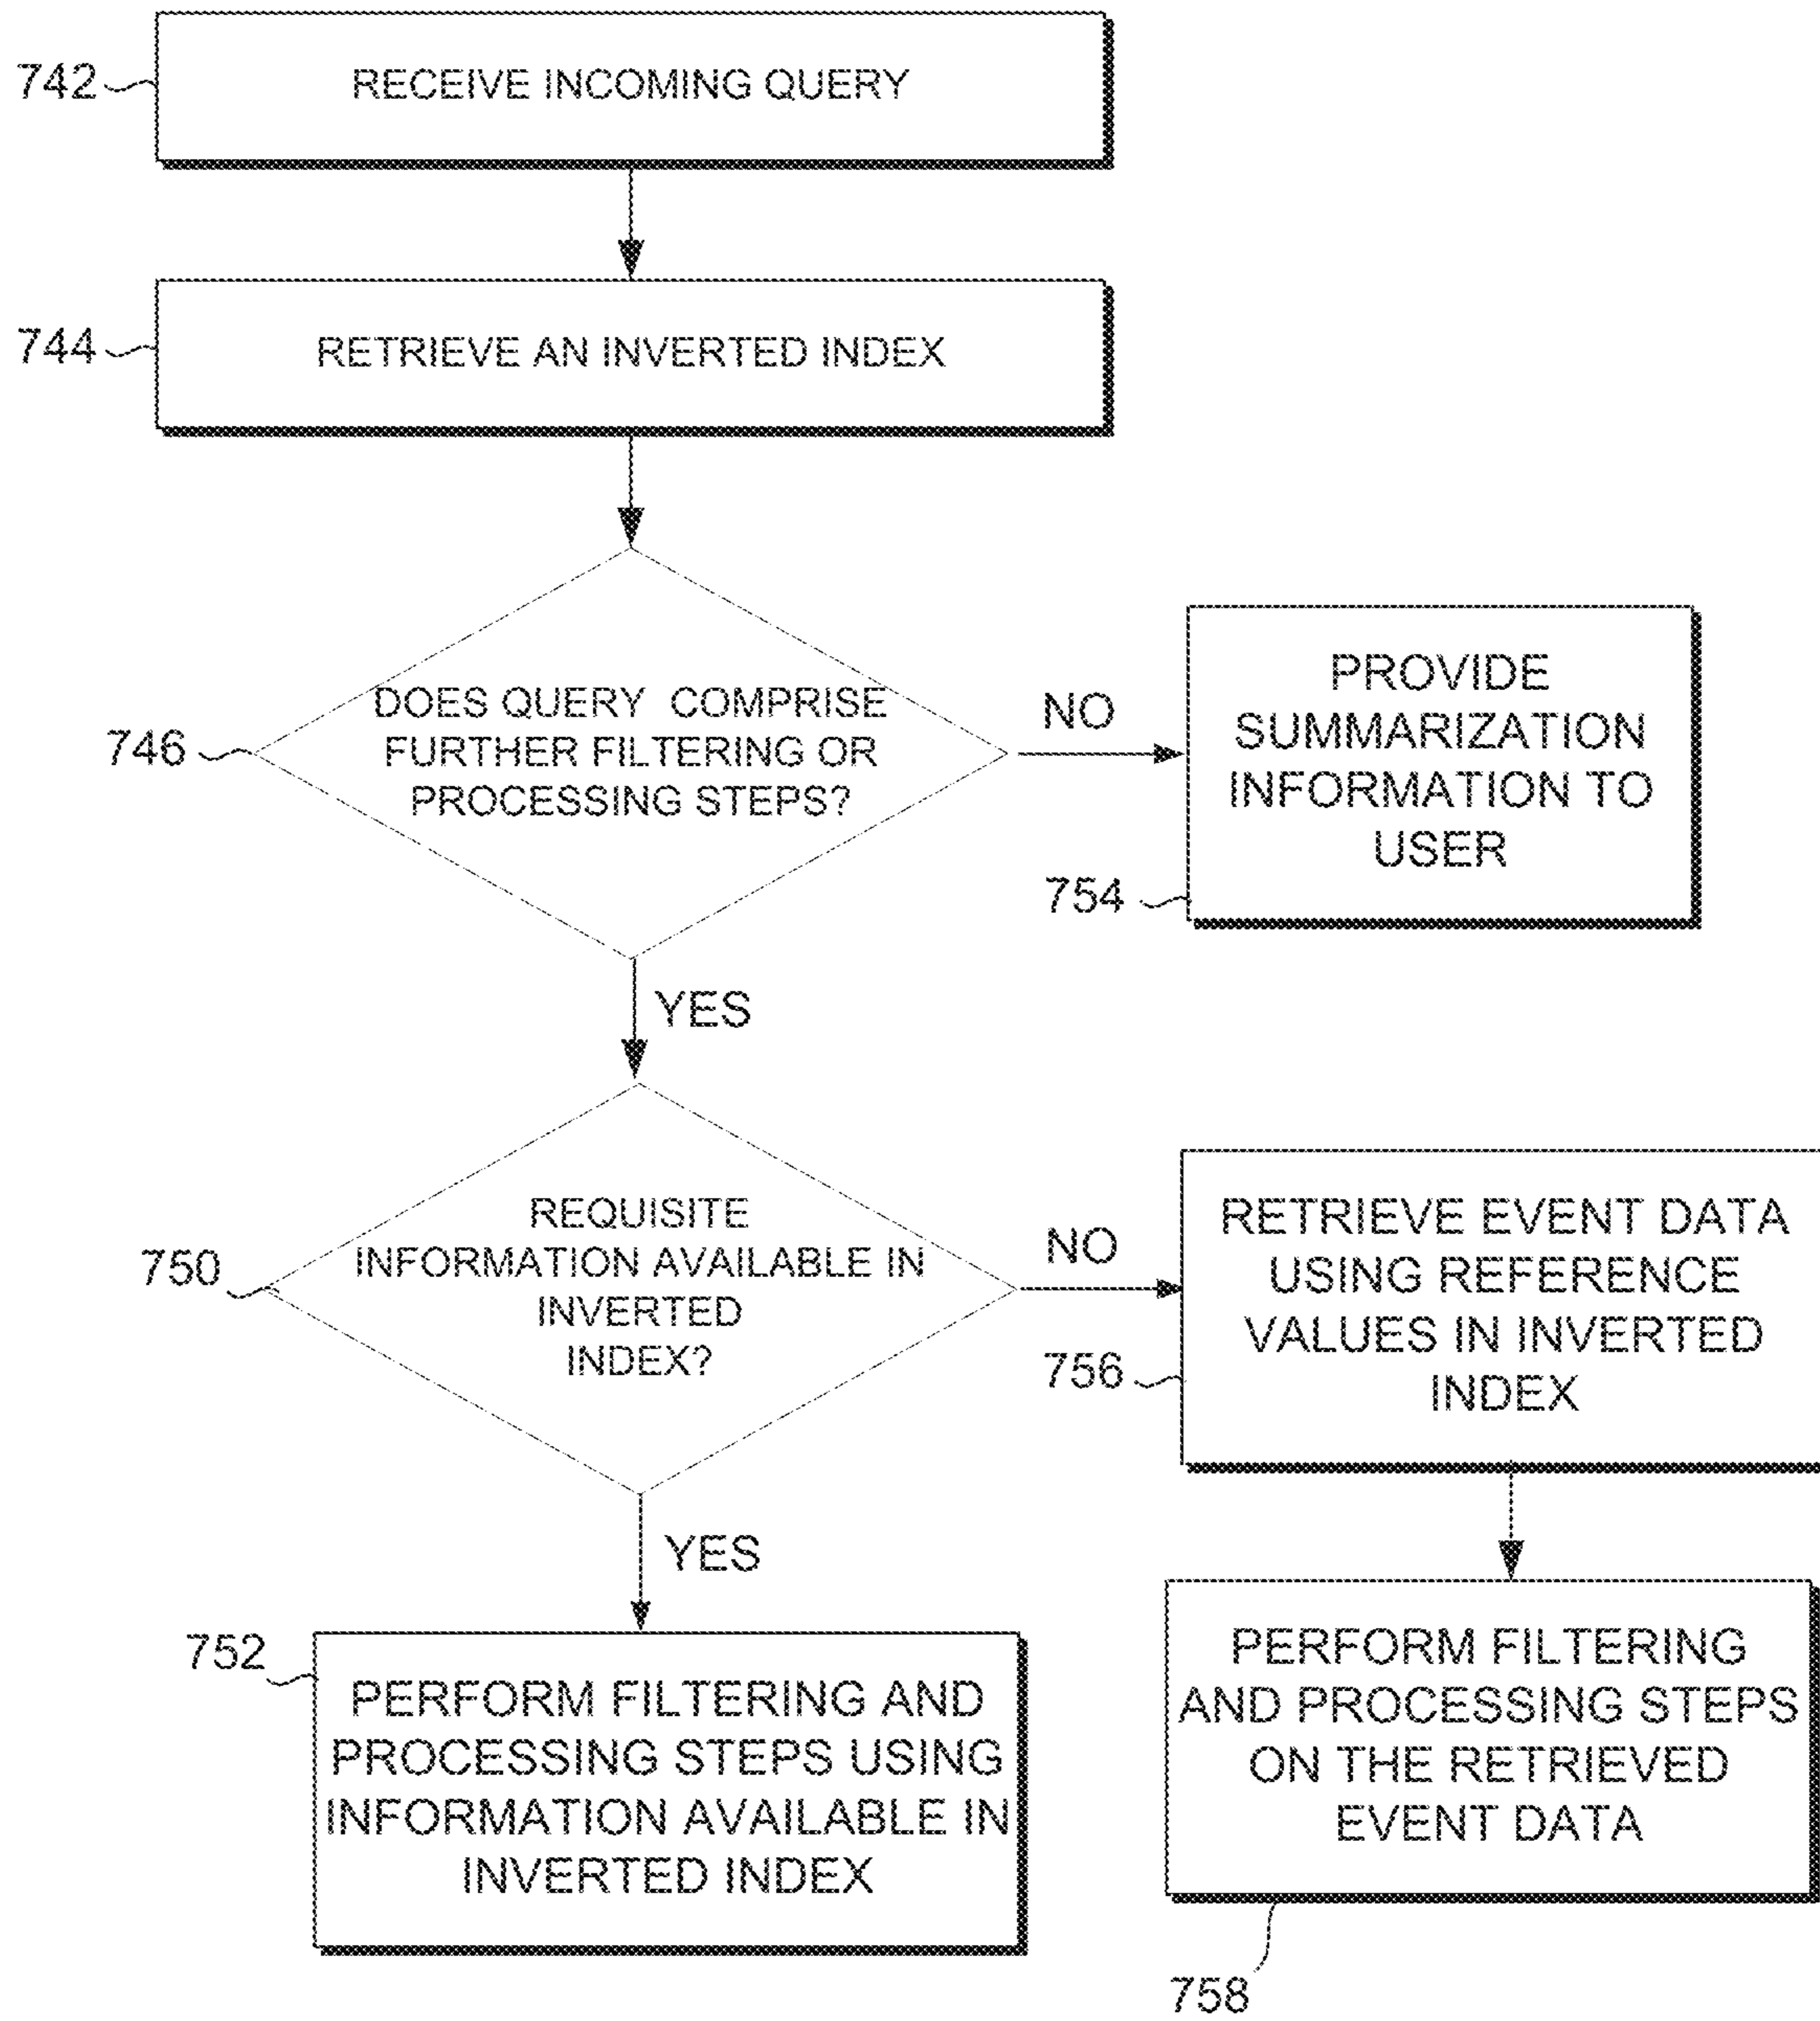 742
RECEIVE INCOMING QUERY
744
RETRIEVE AN INVERTED INDEX
746
DOES QUERY COMPRISE
FURTHER FILTERING OR
PROCESSING STEPS?
NO
PROVIDE
SUMMARIZATION
INFORMATION TO
USER
754
YES
750
REQUISITE
INFORMATION AVAILABLE IN
INVERTED
INDEX?
NO
RETRIEVE EVENT DATA
USING REFERENCE
VALUES IN INVERTED
INDEX
756
YES
752
PERFORM FILTERING AND
PROCESSING STEPS USING
INFORMATION AVAILABLE IN
INVERTED INDEX
PERFORM FILTERING
AND PROCESSING STEPS
ON THE RETRIEVED
EVENT DATA
758